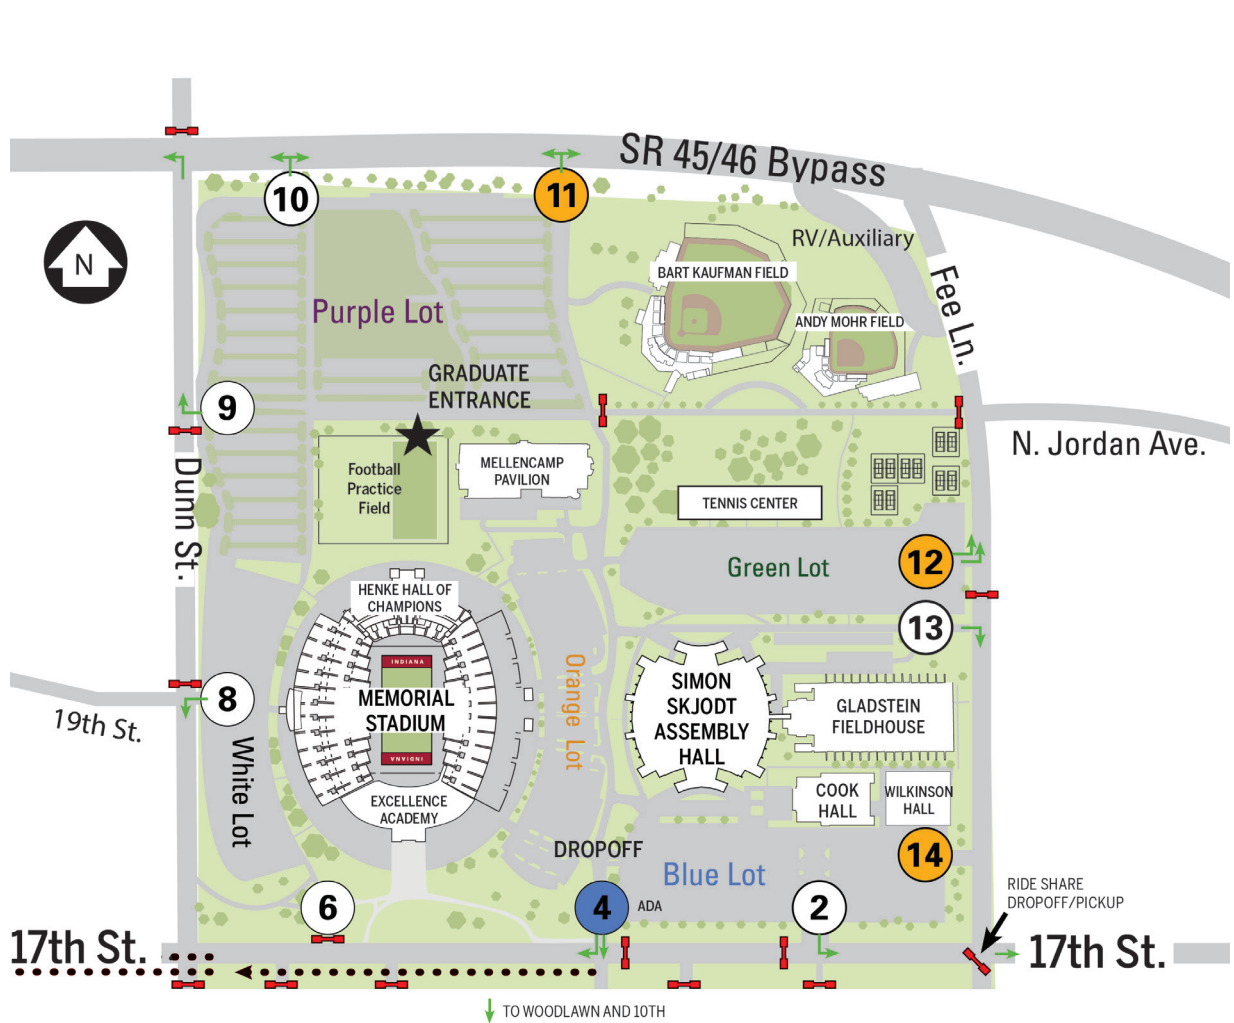 SR 45/46 Bypass
10
11
N
RV/Auxiliary
BART KAUFMAN FIELD
Fee Ln.
Purple Lot
ANDY MOHR FIELD
GRADUATE
ENTRANCE
9
N. Jordan Ave.
Dunn St.
Football
Practice
Field
MELLENCAMP
PAVILION
TENNIS CENTER
Green Lot
12
HENKE HALL OF
CHAMPIONS
13
INDIANA
MEMORIAL
STADIUM
INDIANA
Orange Lot
SIMON
SKJODT
ASSEMBLY
HALL
GLADSTEIN
FIELDHOUSE
8
19th St.
White Lot
EXCELLENCE
ACADEMY
COOK
HALL
WILKINSON
HALL
DROPOFF
Blue Lot
14
6
4
ADA
2
RIDE SHARE
DROPOFF/PICKUP
17th St.
17th St.
TO WOODLAWN AND 10TH